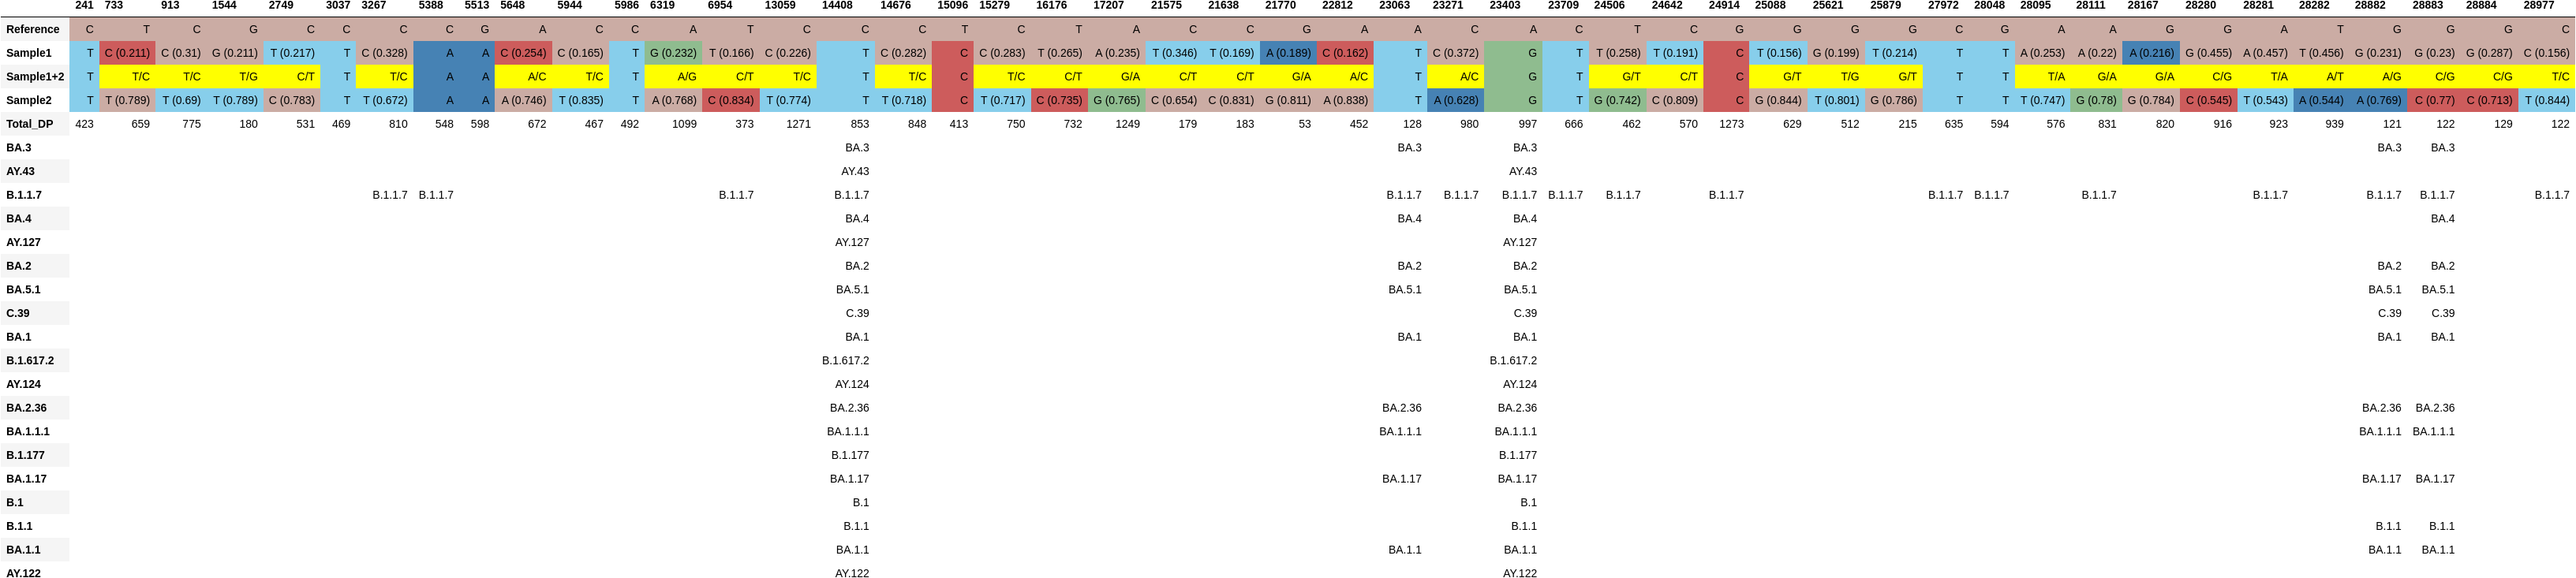 241 733 913 1544 2749 3037 3267 5388 5513 5648 5944 5986 6319 6954 13059 14408 14676 15096 15279 16176 17207 21575 21638 21770 22812 23063 23271 23403 23709 24506 24642 24914 25088 25621 25879 27972 28048 28095 28111 28167 28280 28281 28282 28882 28883 28884 28977
Reference C T C G C C C C G A C C A T C C C T C T A C C G A A C A C T C G G G G C G A A G G A T G G G C
Sample1 T C (0.211) C (0.31) G (0.211) T (0.217) T C (0.328) A A C (0.254) C (0.165) T G (0.232) T (0.166) C (0.226) T C (0.282) C C (0.283) T (0.265) A (0.235) T (0.346) T (0.169) A (0.189) C (0.162) T C (0.372) G T T (0.258) T (0.191) C T (0.156) G (0.199) T (0.214) T T A (0.253) A (0.22) A (0.216) G (0.455) A (0.457) T (0.456) G (0.231) G (0.23) G (0.287) C (0.156)
Sample1+2 T T/C T/C T/G C/T T T/C A A A/C T/C T A/G C/T T/C T T/C C T/C C/T G/A C/T C/T G/A A/C T A/C G T G/T C/T C G/T T/G G/T T T T/A G/A G/A C/G T/A A/T A/G C/G C/G T/C
Sample2 T T (0.789) T (0.69) T (0.789) C (0.783) T T (0.672) A A A (0.746) T (0.835) T A (0.768) C (0.834) T (0.774) T T (0.718) C T (0.717) C (0.735) G (0.765) C (0.654) C (0.831) G (0.811) A (0.838) T A (0.628) G T G (0.742) C (0.809) C G (0.844) T (0.801) G (0.786) T T T (0.747) G (0.78) G (0.784) C (0.545) T (0.543) A (0.544) A (0.769) C (0.77) C (0.713) T (0.844)
Total_DP 423 659 775 180 531 469 810 548 598 672 467 492 1099 373 1271 853 848 413 750 732 1249 179 183 53 452 128 980 997 666 462 570 1273 629 512 215 635 594 576 831 820 916 923 939 121 122 129 122
BA.3 BA.3 BA.3 BA.3 BA.3 BA.3
AY.43 AY.43 AY.43
B.1.1.7 B.1.1.7 B.1.1.7 B.1.1.7 B.1.1.7 B.1.1.7 B.1.1.7 B.1.1.7 B.1.1.7 B.1.1.7 B.1.1.7 B.1.1.7 B.1.1.7 B.1.1.7 B.1.1.7 B.1.1.7 B.1.1.7 B.1.1.7
BA.4 BA.4 BA.4 BA.4 BA.4
AY.127 AY.127 AY.127
BA.2 BA.2 BA.2 BA.2 BA.2 BA.2
BA.5.1 BA.5.1 BA.5.1 BA.5.1 BA.5.1 BA.5.1
C.39 C.39 C.39 C.39 C.39
BA.1 BA.1 BA.1 BA.1 BA.1 BA.1
B.1.617.2 B.1.617.2 B.1.617.2
AY.124 AY.124 AY.124
BA.2.36 BA.2.36 BA.2.36 BA.2.36 BA.2.36 BA.2.36
BA.1.1.1 BA.1.1.1 BA.1.1.1 BA.1.1.1 BA.1.1.1 BA.1.1.1
B.1.177 B.1.177 B.1.177
BA.1.17 BA.1.17 BA.1.17 BA.1.17 BA.1.17 BA.1.17
B.1 B.1 B.1
B.1.1 B.1.1 B.1.1 B.1.1 B.1.1
BA.1.1 BA.1.1 BA.1.1 BA.1.1 BA.1.1 BA.1.1
AY.122 AY.122 AY.122